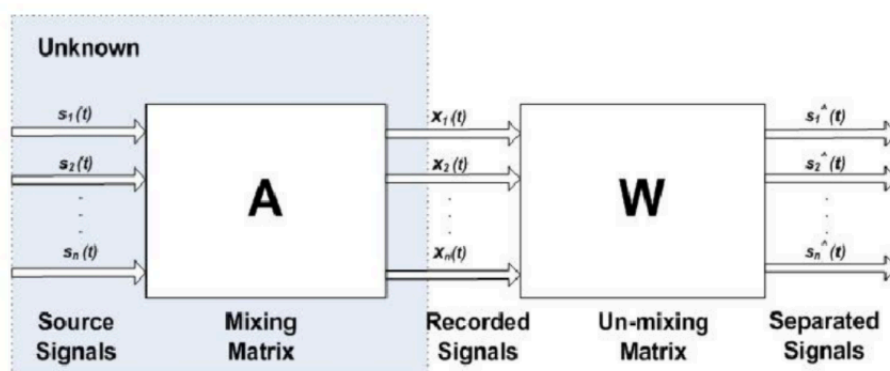 Unknown
s1(t) x1(t) s1^(t)
s2(t) x2(t) s2^(t)
A W
sn(t) xn(t) sn^(t)
Source Mixing Recorded Un-mixing Separated
Signals Matrix Signals Matrix Signals